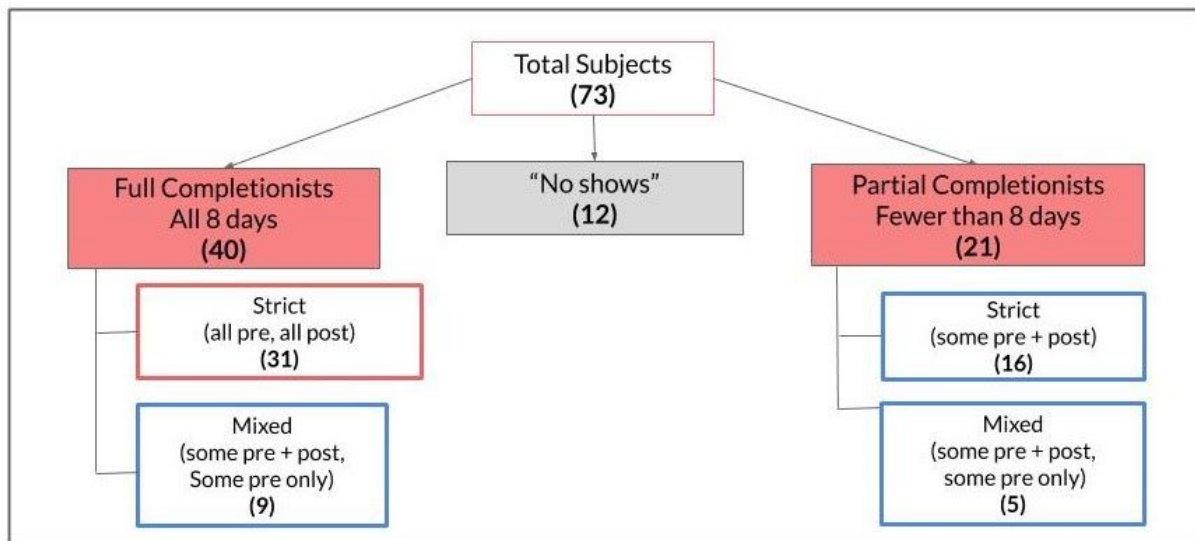 Total Subjects
(73)
Full Completionists
All 8 days
(40)
“No shows”
(12)
Partial Completionists
Fewer than 8 days
(21)
Strict
(all pre, all post)
(31)
Mixed
(some pre + post,
Some pre only)
(9)
Strict
(some pre + post)
(16)
Mixed
(some pre + post,
some pre only)
(5)